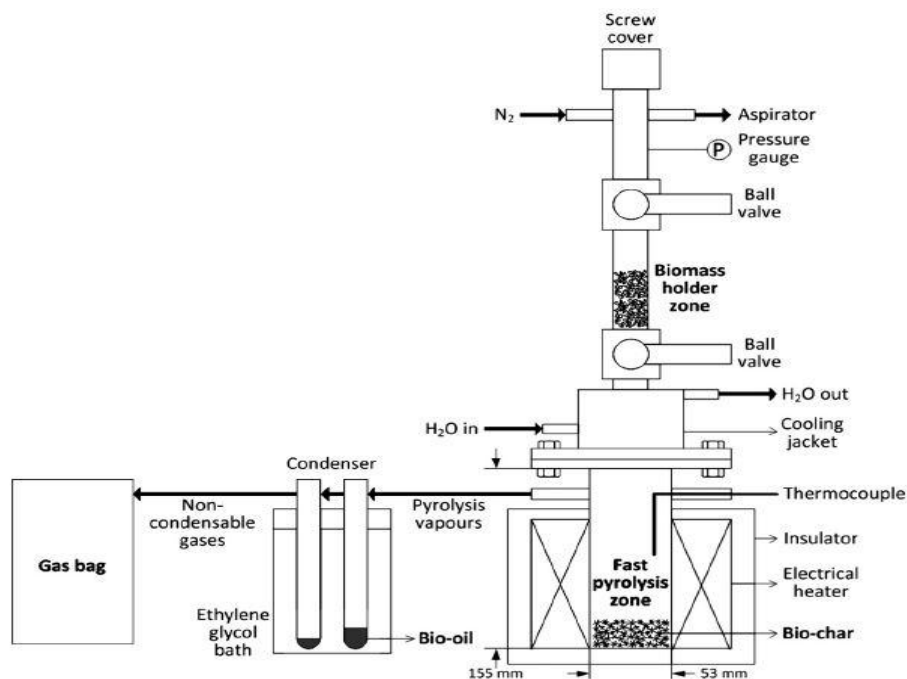 Screw
cover
N₂
Aspirator
P
Pressure
gauge
Ball
valve
Biomass
holder
zone
Ball
valve
H₂O out
H₂O in
Cooling
jacket
Condenser
Thermocouple
Non-
condensable
gases
Pyrolysis
vapours
Insulator
Gas bag
Fast
pyrolysis
zone
Electrical
heater
Ethylene
glycol
bath
Bio-oil
Bio-char
155 mm
53 mm